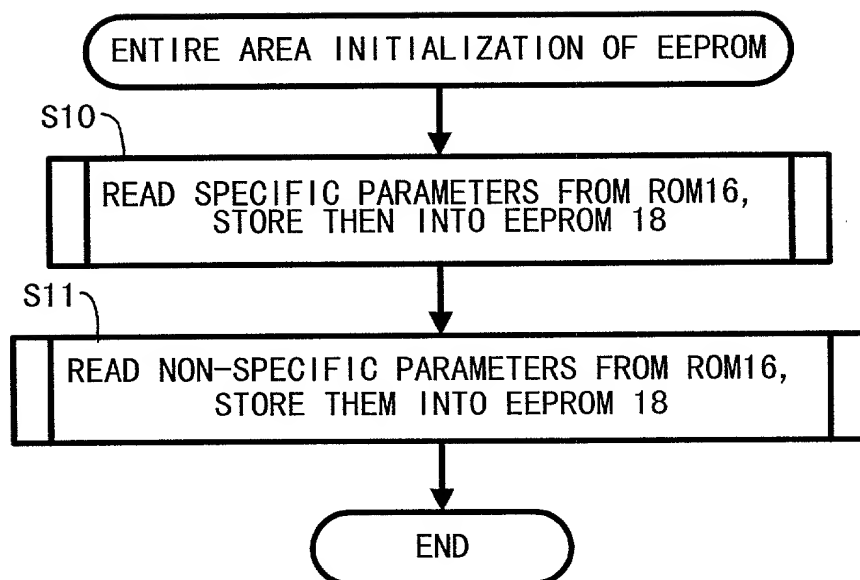 ENTIRE AREA INITIALIZATION OF EEPROM
S10
READ SPECIFIC PARAMETERS FROM ROM16,
STORE THEN INTO EEPROM 18
S11
READ NON-SPECIFIC PARAMETERS FROM ROM16,
STORE THEM INTO EEPROM 18
END